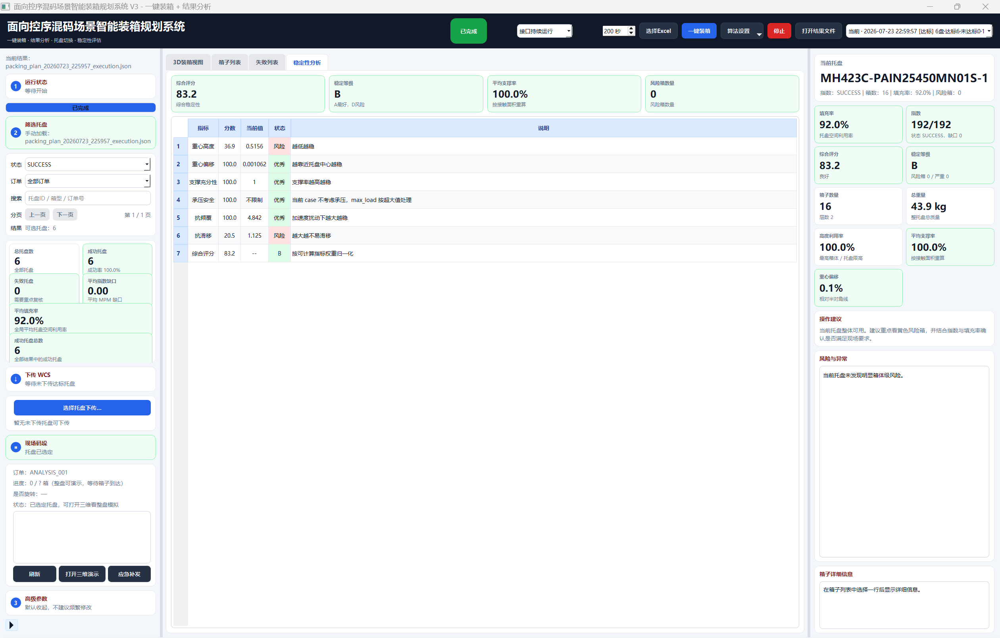 面向控序混码场景智能装箱规划系统 V3 - 一键装箱 + 结果分析
面向控序混码场景智能装箱规划系统
一键装箱 · 结果分析 · 托盘切换 · 稳定性评估
已完成
接口持续运行
200 秒
选择Excel
一键装箱
算法设置
停止
打开结果文件
当前 · 2026-07-23 22:59:57 [达标] 6盘·达标6·未达标0·1
当前结果：
packing_plan_20260723_225957_execution.json
1
运行状态
等待开始
已完成
2
筛选托盘
手动加载：
packing_plan_20260723_225957_execution.json
状态 SUCCESS
订单 全部订单
搜索 托盘ID / 箱型 / 订单号
分页 上一页 下一页 第 1 / 1 页
结果 可选托盘：6
总托盘数
6
全部托盘
成功托盘
6
成功率 100.0%
失败托盘
0
需要重点复核
平均指数缺口
0.00
平均 MPM 缺口
平均填充率
92.0%
全局平均托盘空间利用率
成功托盘总数
6
全部结果中的成功托盘
↓
下传 WCS
等待未下传达标托盘
选择托盘下传...
暂无未下传托盘可下传
现场码垛
托盘已选定
订单：ANALYSIS_001
进度：0 / ? 箱（整盘可演示，等待箱子到达）
是否旋转：—
状态：已选定托盘，可打开三维看整盘模拟
刷新 打开三维演示 应急补发
3
高级参数
默认收起，不建议频繁修改
3D装箱视图 箱子列表 失败列表 稳定性分析
综合评分
83.2
综合稳定性
稳定等级
B
A最好，D风险
平均支撑率
100.0%
按接触面积重算
风险箱数量
0
风险箱数量
指标 分数 当前值 状态 说明
1 重心高度 36.9 0.5156 风险 越低越稳
2 重心偏移 100.0 0.001062 优秀 越靠近托盘中心越稳
3 支撑充分性 100.0 1 优秀 支撑率越高越稳
4 承压安全 100.0 不限制 优秀 当前 case 不考虑承压，max_load 按超大值处理
5 抗倾覆 100.0 4.842 优秀 加速度扰动下越大越稳
6 抗滑移 20.5 1.125 风险 越大越不易滑移
7 综合评分 83.2 -- B 按可计算指标权重归一化
当前托盘
MH423C-PAIN25450MN01S-1
指数：SUCCESS | 箱数：16 | 填充率：92.0% | 风险箱：0
填充率
92.0%
托盘空间利用率
指数
192/192
状态 SUCCESS，缺口 0
综合评分
83.2
良好
稳定等级
B
风险箱 0 / 严重 0
箱子数量
16
层数 2
总重量
43.9 kg
整托盘总质量
高度利用率
100.0%
最高箱体 / 托盘限高
平均支撑率
100.0%
按接触面积重算
重心偏移
0.1%
相对半对角线
操作建议
当前托盘整体可用。建议重点看黄色风险箱，并结合指数与填充率确
认是否满足现场要求。
风险与异常
当前托盘未发现明显箱体级风险。
箱子详细信息
在箱子列表中选择一行后显示详细信息。